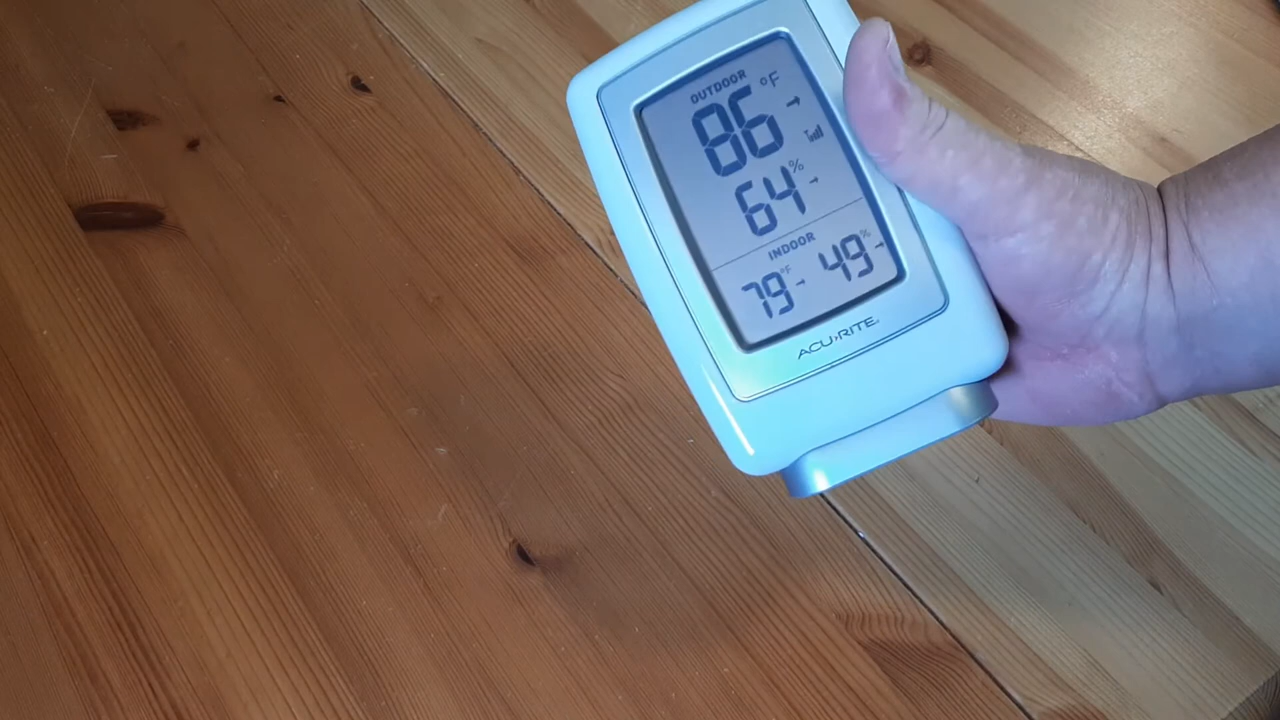 OUTDOOR
86 °F
64 %
INDOOR
79 °F 49 %
ACU›RITE